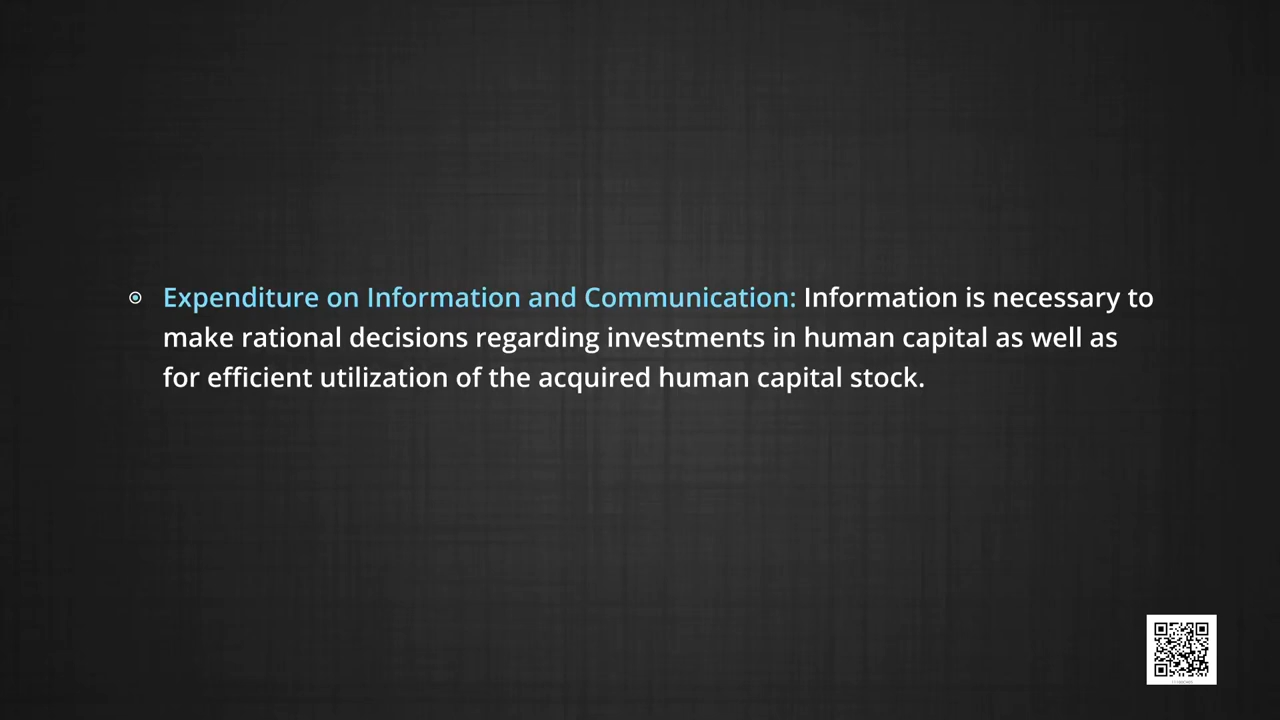 Expenditure on Information and Communication: Information is necessary to
make rational decisions regarding investments in human capital as well as
for efficient utilization of the acquired human capital stock.